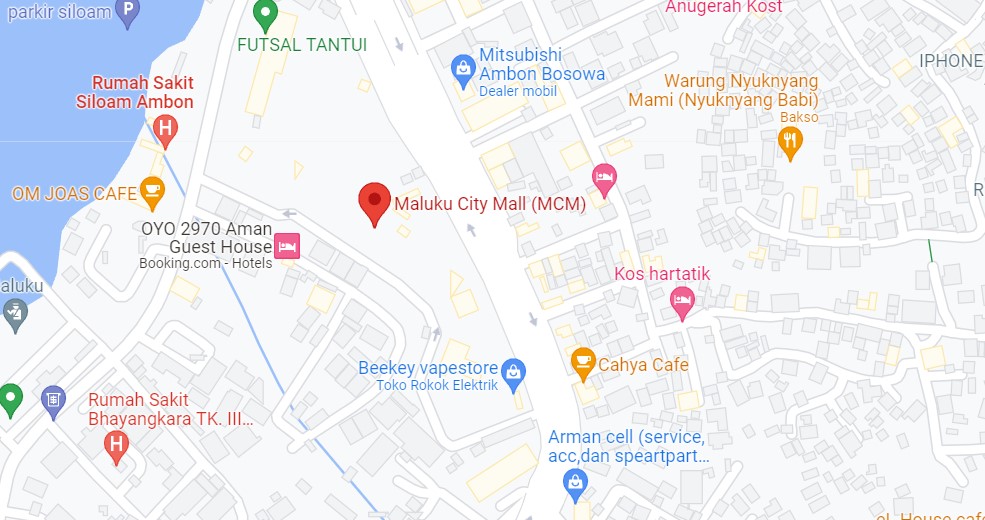 parkir siloam
P
FUTSAL TANTUI
Anugerah Kost
Mitsubishi
Ambon Bosowa
Dealer mobil
IPHONE
Rumah Sakit
Siloam Ambon
H
Warung Nyuknyang
Mami (Nyuknyang Babi)
Bakso
OM JOAS CAFE
Maluku City Mall (MCM)
R
OYO 2970 Aman
Guest House
Booking.com - Hotels
Kos hartatik
aluku
Beekey vapestore
Toko Rokok Elektrik
Cahya Cafe
Rumah Sakit
Bhayangkara TK. III...
H
Arman cell (service,
acc,dan speartpart...
el House cafe